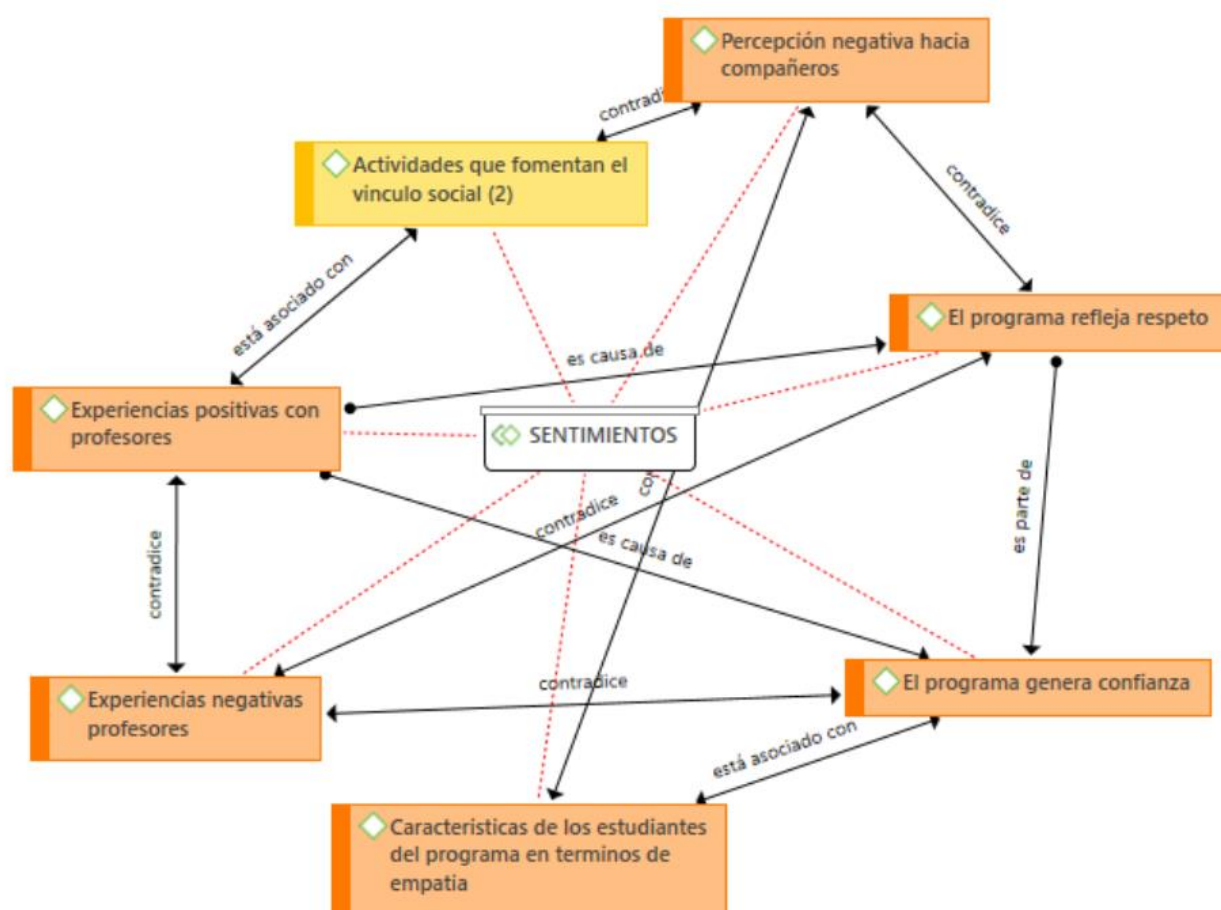 Percepción negativa hacia
compañeros
Actividades que fomentan el
vinculo social (2)
contradice
está asociado con
es causa de
El programa refleja respeto
Experiencias positivas con
profesores
SENTIMIENTOS
contradice
es causa de
es parte de
contradice
Experiencias negativas
profesores
contradice
El programa genera confianza
está asociado con
Caracteristicas de los estudiantes
del programa en terminos de
empatia